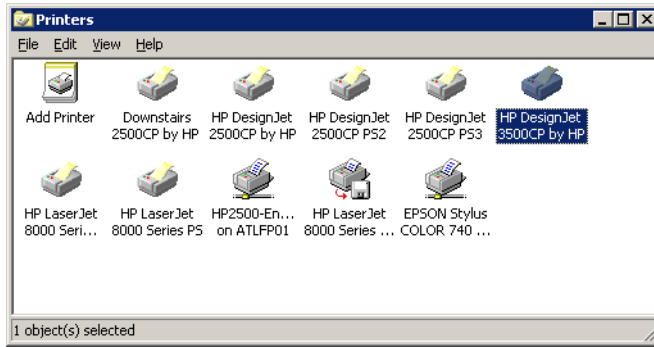 Printers
File Edit View Help
Add Printer
Downstairs
2500CP by HP
HP DesignJet
2500CP by HP
HP DesignJet
2500CP PS2
HP DesignJet
2500CP PS3
HP DesignJet
3500CP by HP
HP LaserJet
8000 Seri...
HP LaserJet
8000 Series PS
HP2500-En...
on ATLFP01
HP LaserJet
8000 Series ...
EPSON Stylus
COLOR 740 ...
1 object(s) selected